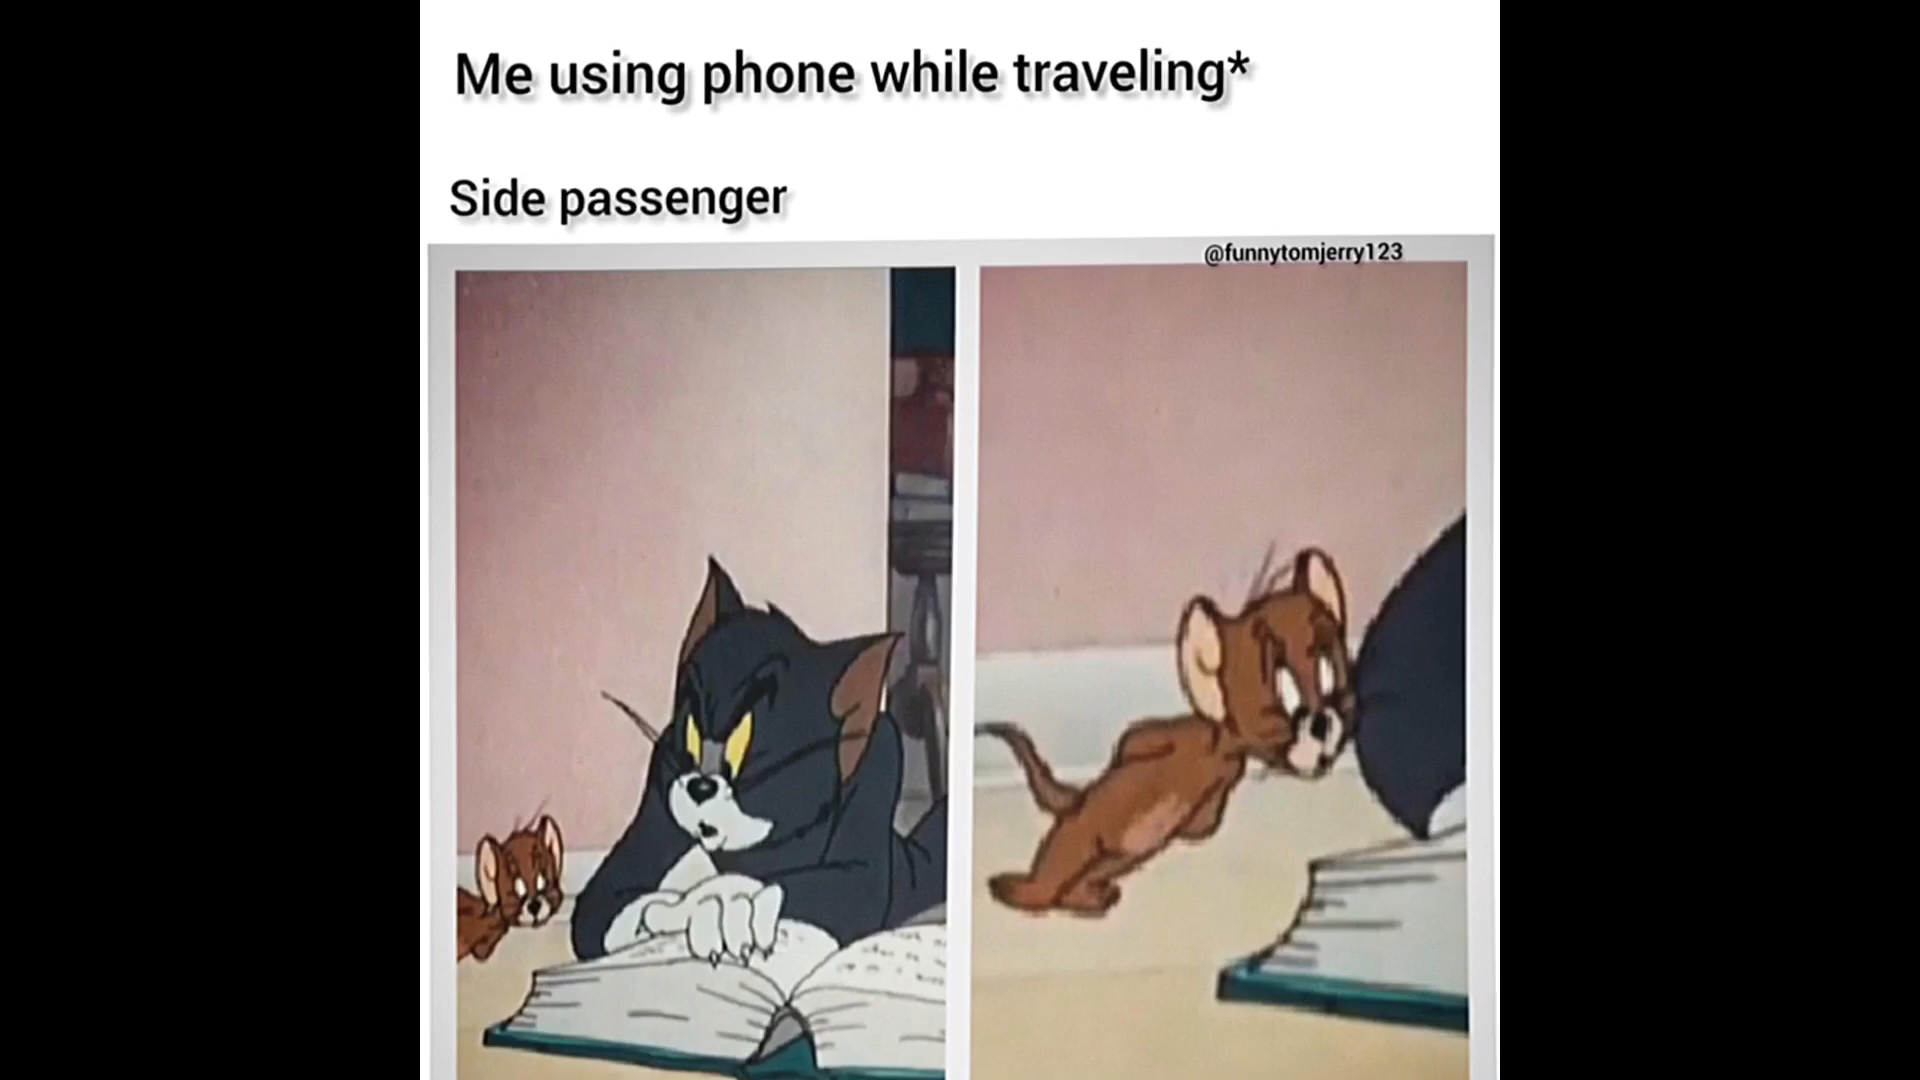 Me using phone while traveling*
Side passenger
@funnytomjerry123